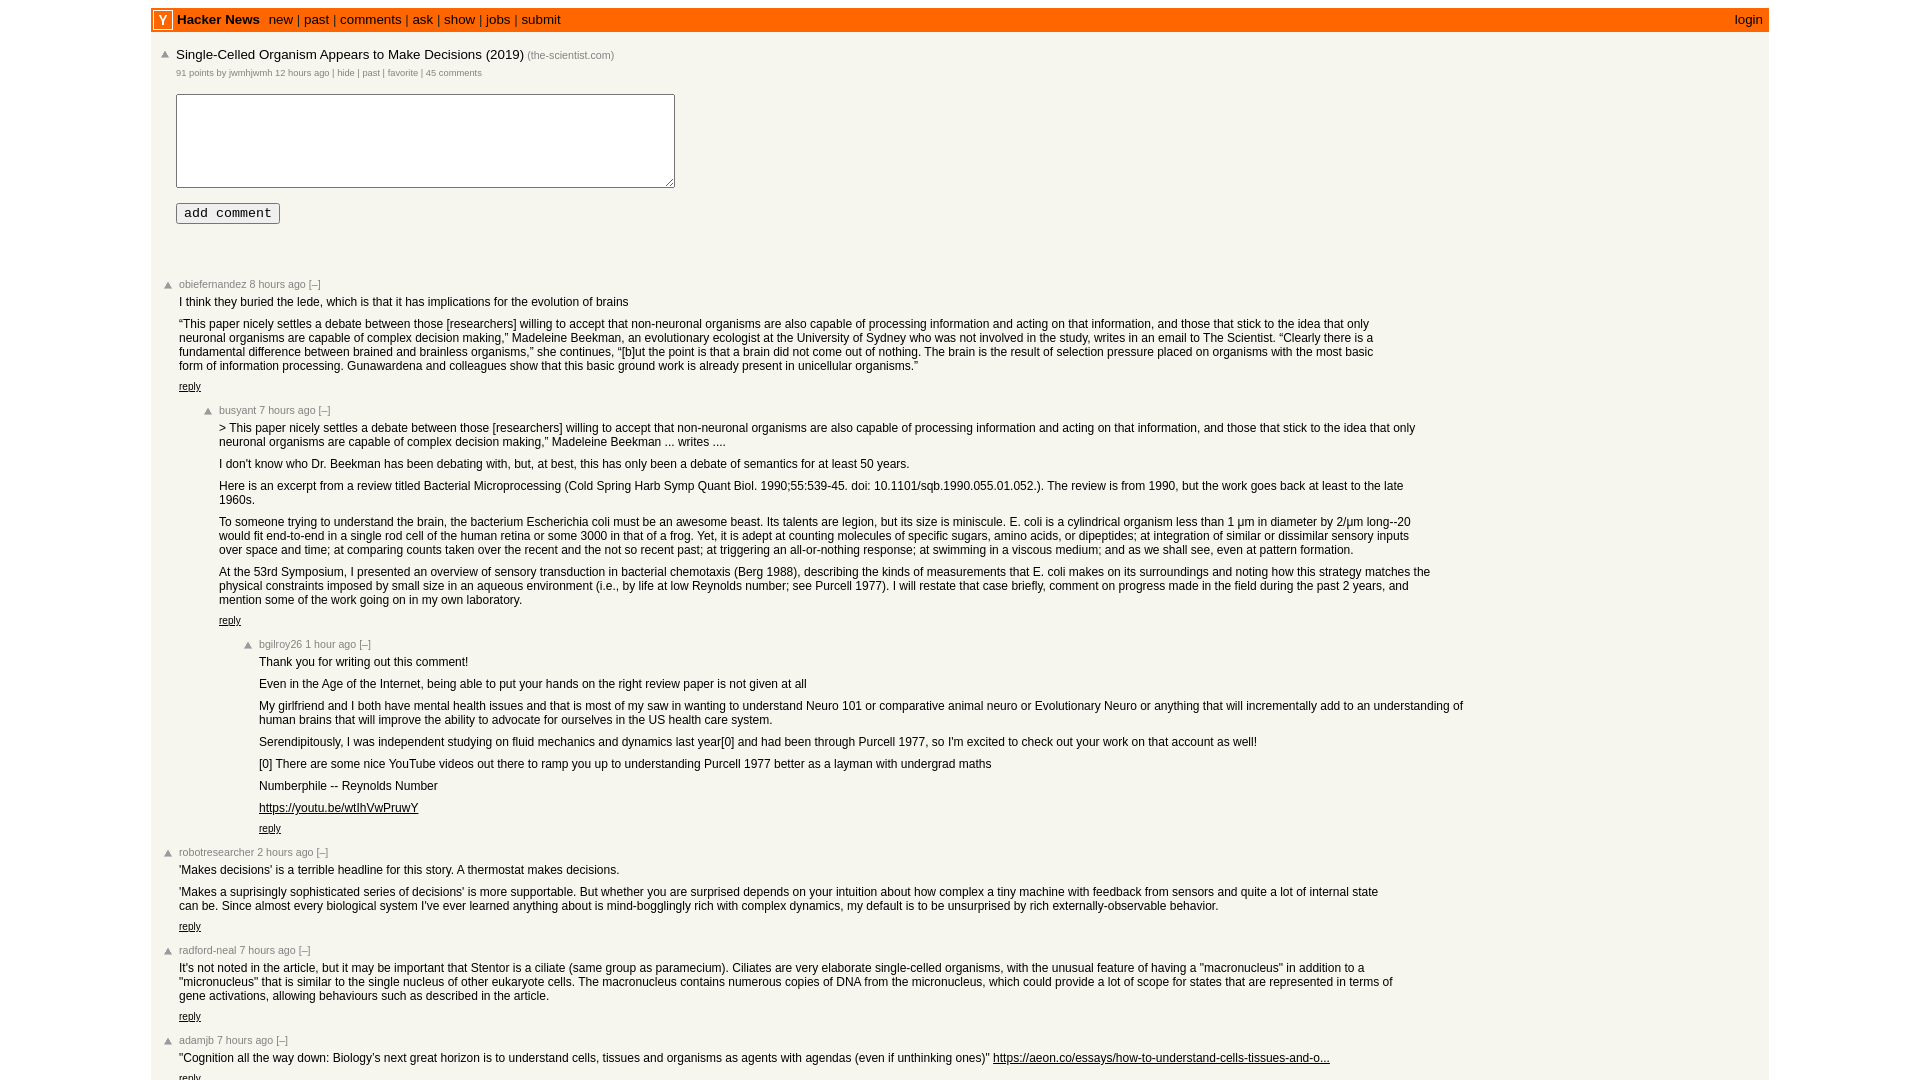 Y Hacker News new | past | comments | ask | show | jobs | submit login
Single-Celled Organism Appears to Make Decisions (2019) (the-scientist.com)
91 points by jwmhjwmh 12 hours ago | hide | past | favorite | 45 comments
add comment
obiefernandez 8 hours ago [–]
I think they buried the lede, which is that it has implications for the evolution of brains
“This paper nicely settles a debate between those [researchers] willing to accept that non-neuronal organisms are also capable of processing information and acting on that information, and those that stick to the idea that only
neuronal organisms are capable of complex decision making,” Madeleine Beekman, an evolutionary ecologist at the University of Sydney who was not involved in the study, writes in an email to The Scientist. “Clearly there is a
fundamental difference between brained and brainless organisms,” she continues, “[b]ut the point is that a brain did not come out of nothing. The brain is the result of selection pressure placed on organisms with the most basic
form of information processing. Gunawardena and colleagues show that this basic ground work is already present in unicellular organisms.”
reply
busyant 7 hours ago [–]
> This paper nicely settles a debate between those [researchers] willing to accept that non-neuronal organisms are also capable of processing information and acting on that information, and those that stick to the idea that only
neuronal organisms are capable of complex decision making,” Madeleine Beekman ... writes ....
I don't know who Dr. Beekman has been debating with, but, at best, this has only been a debate of semantics for at least 50 years.
Here is an excerpt from a review titled Bacterial Microprocessing (Cold Spring Harb Symp Quant Biol. 1990;55:539-45. doi: 10.1101/sqb.1990.055.01.052.). The review is from 1990, but the work goes back at least to the late
1960s.
To someone trying to understand the brain, the bacterium Escherichia coli must be an awesome beast. Its talents are legion, but its size is miniscule. E. coli is a cylindrical organism less than 1 μm in diameter by 2/μm long--20
would fit end-to-end in a single rod cell of the human retina or some 3000 in that of a frog. Yet, it is adept at counting molecules of specific sugars, amino acids, or dipeptides; at integration of similar or dissimilar sensory inputs
over space and time; at comparing counts taken over the recent and the not so recent past; at triggering an all-or-nothing response; at swimming in a viscous medium; and as we shall see, even at pattern formation.
At the 53rd Symposium, I presented an overview of sensory transduction in bacterial chemotaxis (Berg 1988), describing the kinds of measurements that E. coli makes on its surroundings and noting how this strategy matches the
physical constraints imposed by small size in an aqueous environment (i.e., by life at low Reynolds number; see Purcell 1977). I will restate that case briefly, comment on progress made in the field during the past 2 years, and
mention some of the work going on in my own laboratory.
reply
bgilroy26 1 hour ago [–]
Thank you for writing out this comment!
Even in the Age of the Internet, being able to put your hands on the right review paper is not given at all
My girlfriend and I both have mental health issues and that is most of my saw in wanting to understand Neuro 101 or comparative animal neuro or Evolutionary Neuro or anything that will incrementally add to an understanding of
human brains that will improve the ability to advocate for ourselves in the US health care system.
Serendipitously, I was independent studying on fluid mechanics and dynamics last year[0] and had been through Purcell 1977, so I'm excited to check out your work on that account as well!
[0] There are some nice YouTube videos out there to ramp you up to understanding Purcell 1977 better as a layman with undergrad maths
Numberphile -- Reynolds Number
https://youtu.be/wtIhVwPruwY
reply
robotresearcher 2 hours ago [–]
'Makes decisions' is a terrible headline for this story. A thermostat makes decisions.
'Makes a suprisingly sophisticated series of decisions' is more supportable. But whether you are surprised depends on your intuition about how complex a tiny machine with feedback from sensors and quite a lot of internal state
can be. Since almost every biological system I've ever learned anything about is mind-bogglingly rich with complex dynamics, my default is to be unsurprised by rich externally-observable behavior.
reply
radford-neal 7 hours ago [–]
It's not noted in the article, but it may be important that Stentor is a ciliate (same group as paramecium). Ciliates are very elaborate single-celled organisms, with the unusual feature of having a "macronucleus" in addition to a
"micronucleus" that is similar to the single nucleus of other eukaryote cells. The macronucleus contains numerous copies of DNA from the micronucleus, which could provide a lot of scope for states that are represented in terms of
gene activations, allowing behaviours such as described in the article.
reply
adamjb 7 hours ago [–]
"Cognition all the way down: Biology’s next great horizon is to understand cells, tissues and organisms as agents with agendas (even if unthinking ones)" https://aeon.co/essays/how-to-understand-cells-tissues-and-o...
reply